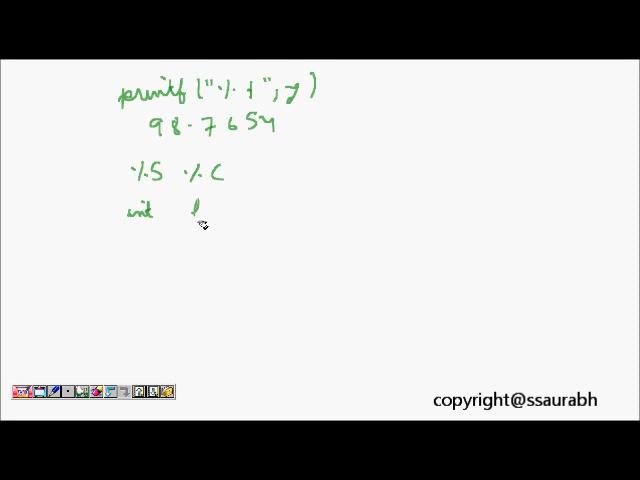 printf ("%f", y)
98.7654
%S %C
int
copyright@ssaurabh